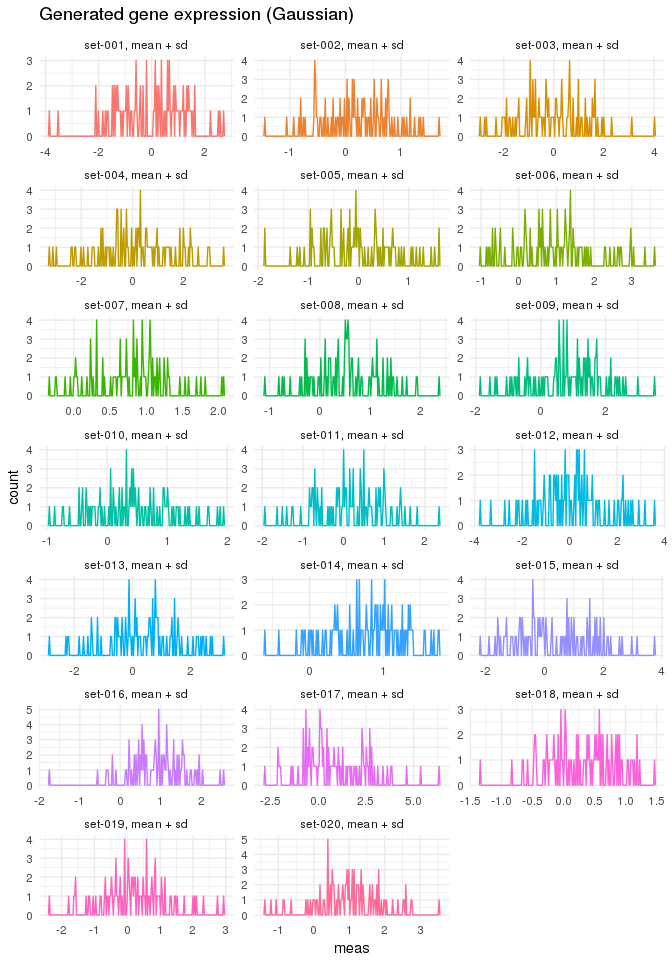 Generated gene expression (Gaussian)
set-001, mean + sd set-002, mean + sd set-003, mean + sd
3 2 1 0 4 3 2 1 0 4 3 2 1 0
-4 -2 0 2 -1 0 1 -2 0 2 4
set-004, mean + sd set-005, mean + sd set-006, mean + sd
4 3 2 1 0 4 3 2 1 0 4 3 2 1 0
-2 0 2 -2 -1 0 1 -1 0 1 2 3
set-007, mean + sd set-008, mean + sd set-009, mean + sd
4 3 2 1 0 4 3 2 1 0 4 3 2 1 0
0.0 0.5 1.0 1.5 2.0 -1 0 1 2 -2 0 2
set-010, mean + sd set-011, mean + sd set-012, mean + sd
4 3 2 1 0 4 3 2 1 0 3 2 1 0
-1 0 1 2 -2 -1 0 1 2 -4 -2 0 2 4
count
set-013, mean + sd set-014, mean + sd set-015, mean + sd
4 3 2 1 0 3 2 1 0 4 3 2 1 0
-2 0 2 0 1 -2 0 2 4
set-016, mean + sd set-017, mean + sd set-018, mean + sd
5 4 3 2 1 0 4 3 2 1 0 3 2 1 0
-2 0 2 -2.5 0.0 2.5 5.0 -1.5 -1.0 -0.5 0.0 0.5 1.0 1.5
set-019, mean + sd set-020, mean + sd
4 3 2 1 0 5 4 3 2 1 0
-2 -1 0 1 2 3 -1 0 1 2 3
meas